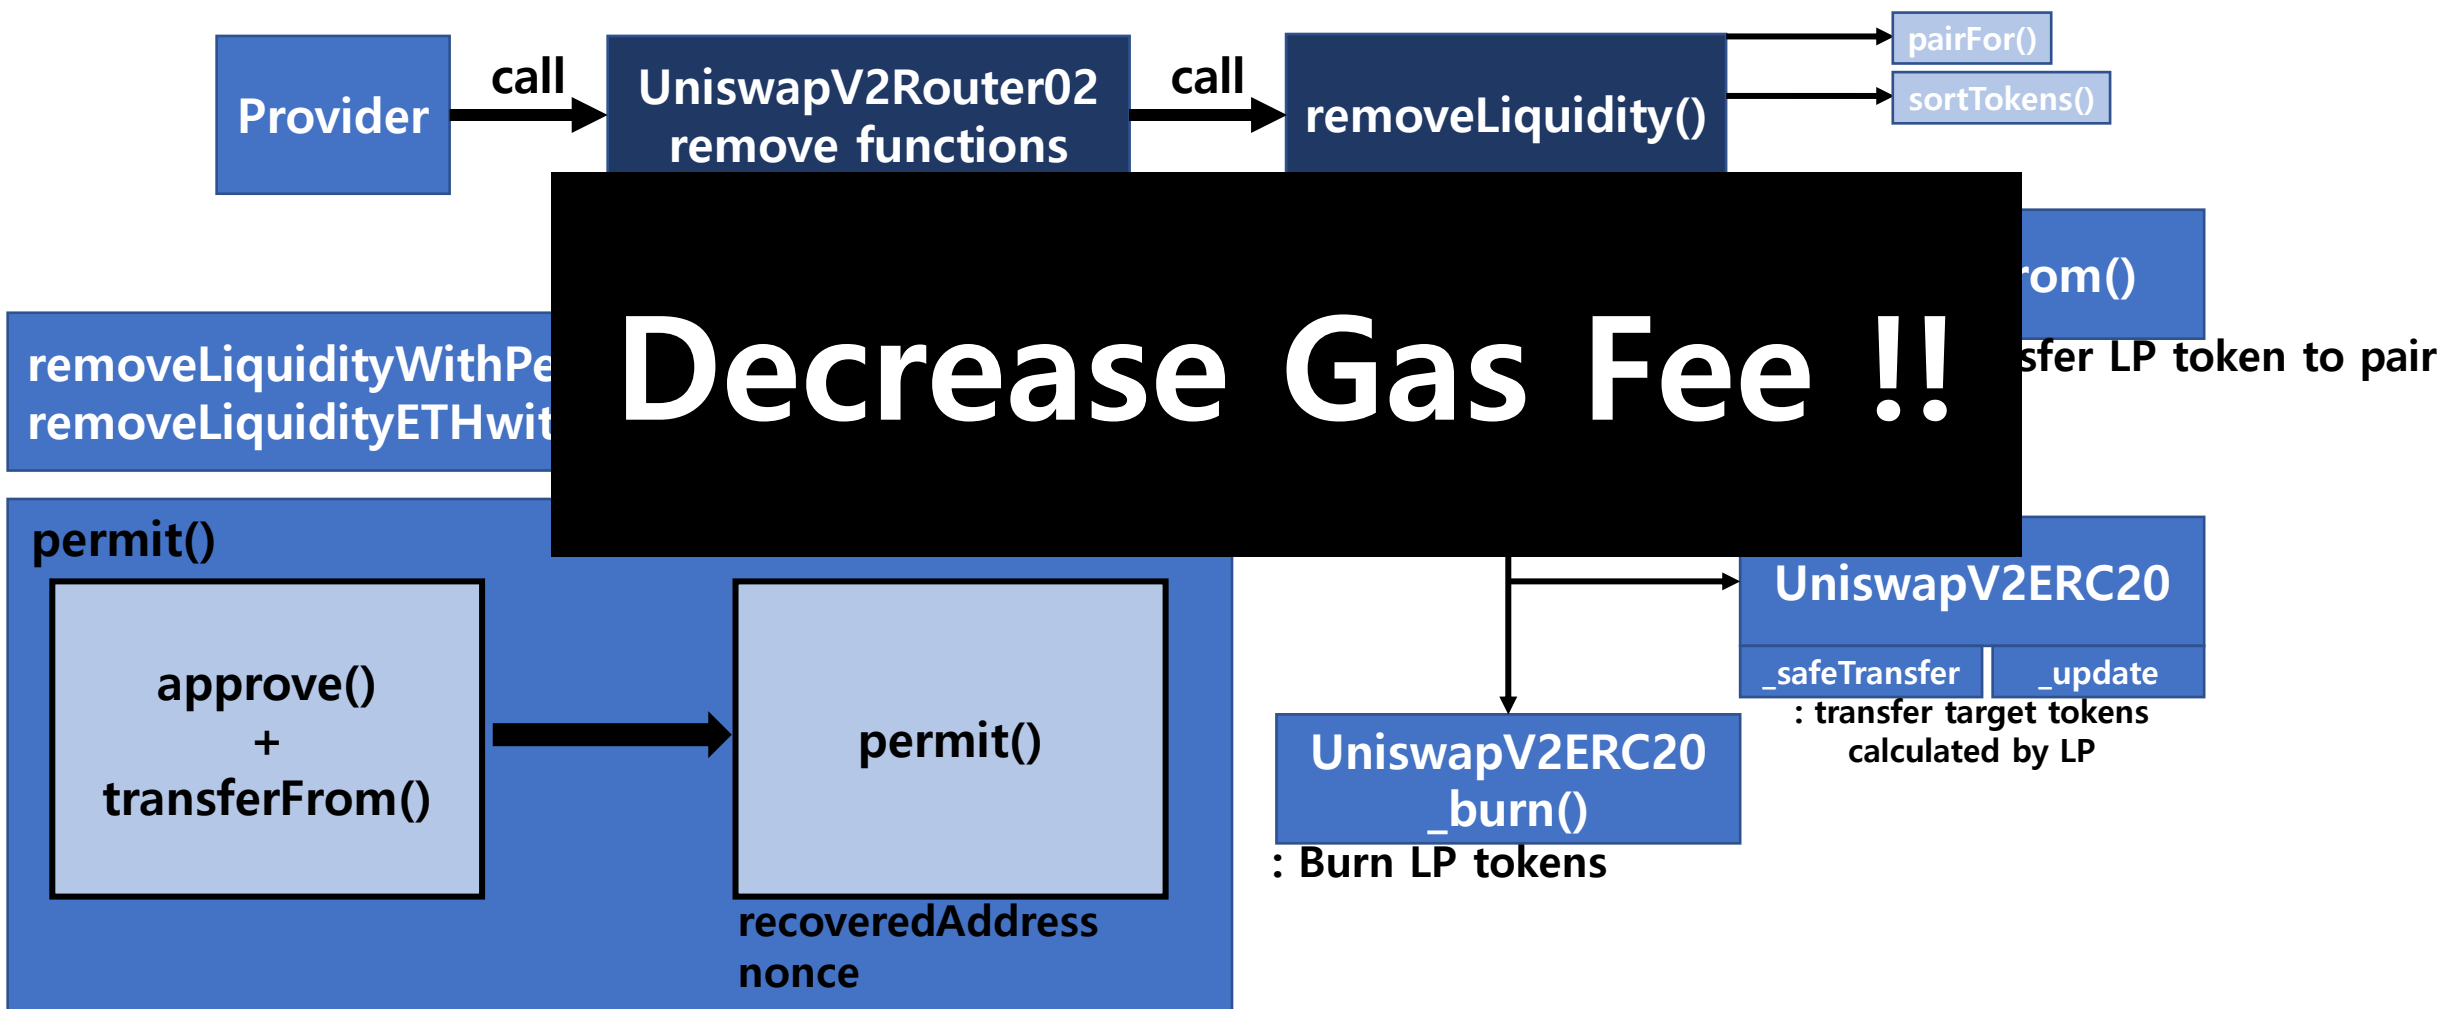 Provider
call
UniswapV2Router02
remove functions
call
removeLiquidity()
pairFor()
sortTokens()
Decrease Gas Fee !!
rom()
sfer LP token to pair
removeLiquidityWithPe
removeLiquidityETHwit
permit()
approve()
+
transferFrom()
permit()
recoveredAddress
nonce
UniswapV2ERC20
_safeTransfer
_update
: transfer target tokens
calculated by LP
UniswapV2ERC20
_burn()
: Burn LP tokens